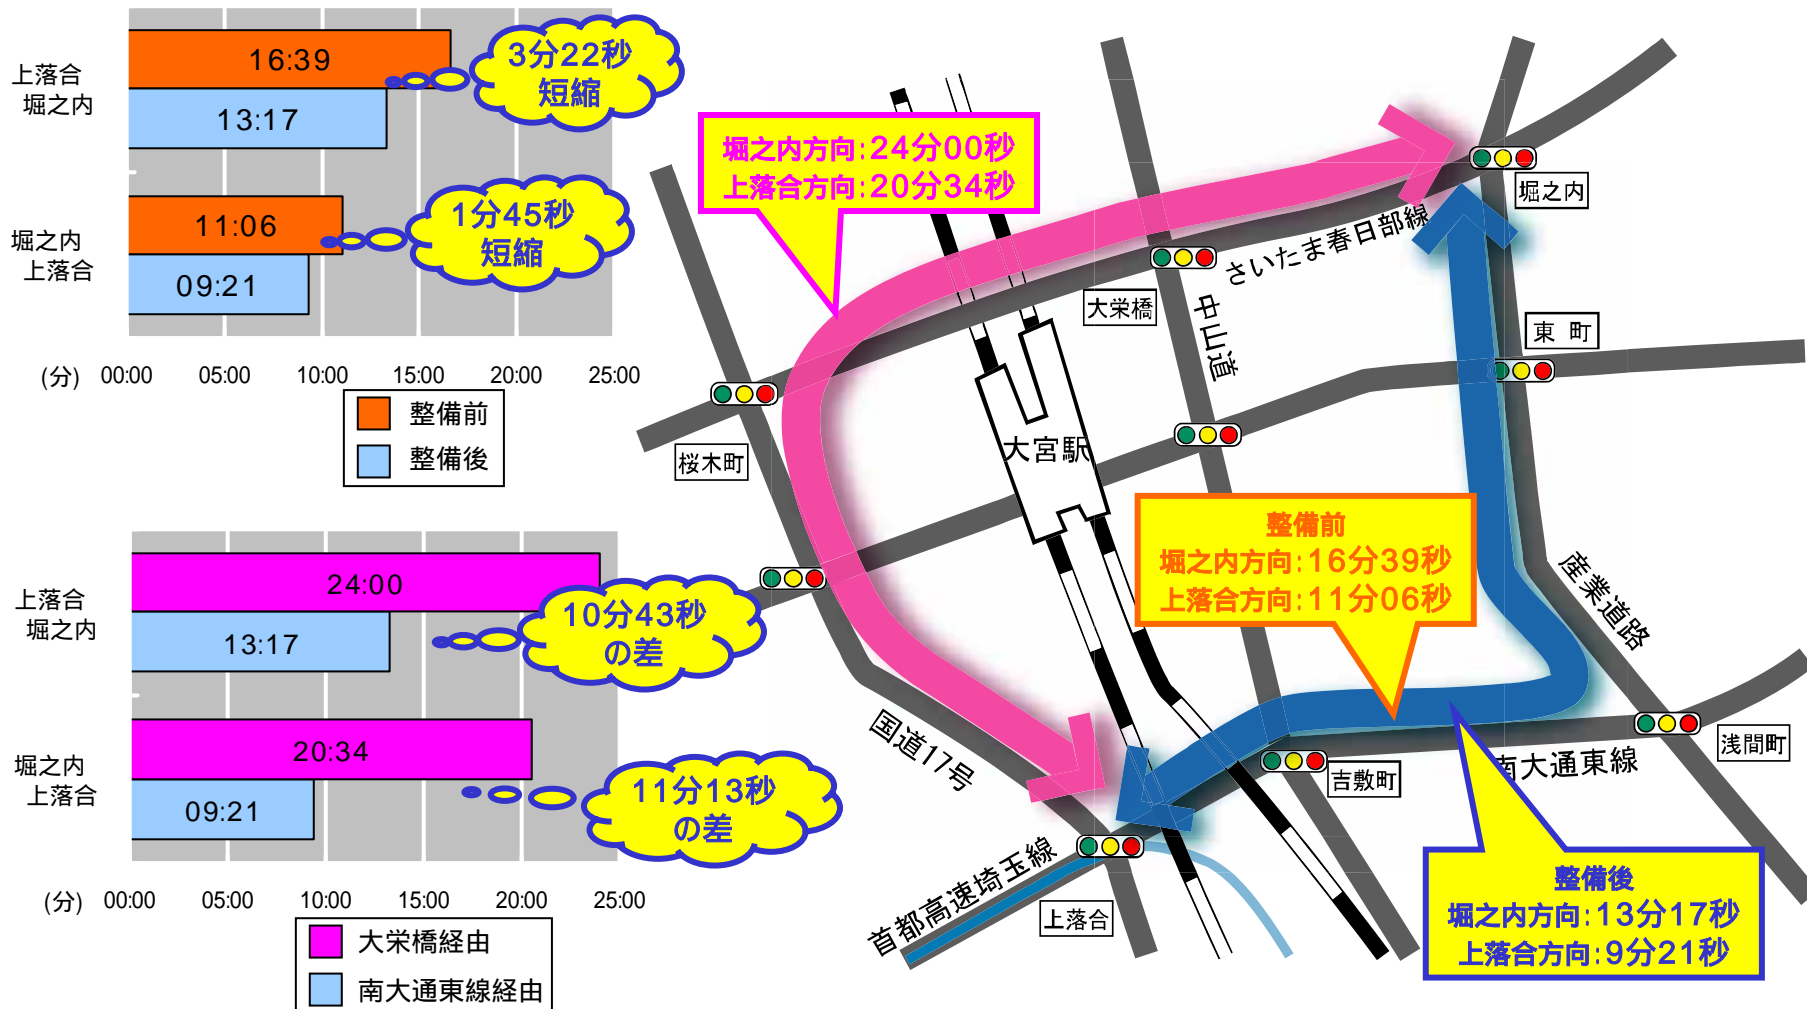 16:39
3分22秒
短縮
上落合
堀之内
13:17
11:06
1分45秒
短縮
堀之内
上落合
09:21
(分) 00:00 05:00 10:00 15:00 20:00 25:00
整備前
整備後
24:00
上落合
堀之内
10分43秒
の差
13:17
20:34
堀之内
上落合
11分13秒
の差
09:21
(分) 00:00 05:00 10:00 15:00 20:00 25:00
大栄橋経由
南大通東線経由
堀之内方向:24分00秒
上落合方向:20分34秒
堀之内
さいたま春日部線
大栄橋
中山道
東 町
桜木町
大宮駅
整備前
堀之内方向:16分39秒
上落合方向:11分06秒
産業道路
国道17号
浅間町
南大通東線
吉敷町
首都高速埼玉線
上落合
整備後
堀之内方向:13分17秒
上落合方向:9分21秒